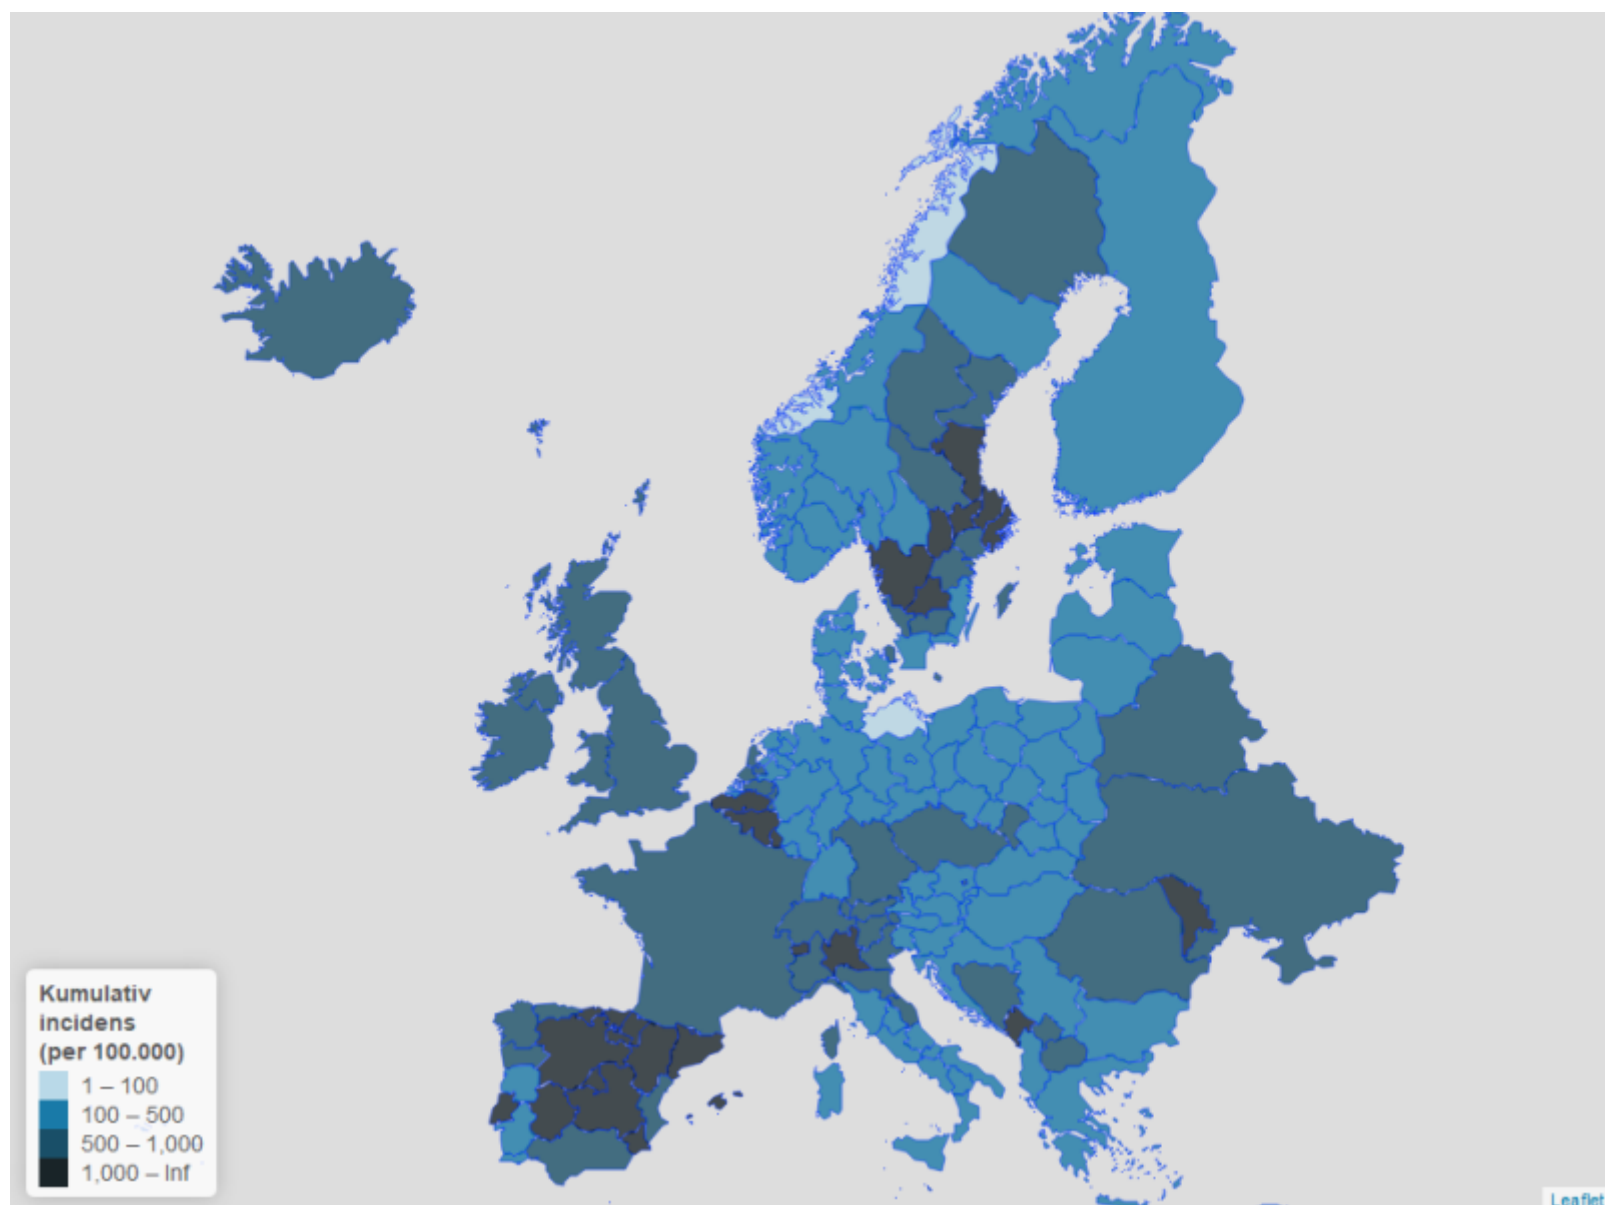 Kumulativ
incidens
(per 100.000)
1 – 100
100 – 500
500 – 1,000
1,000 – Inf
Leaflet